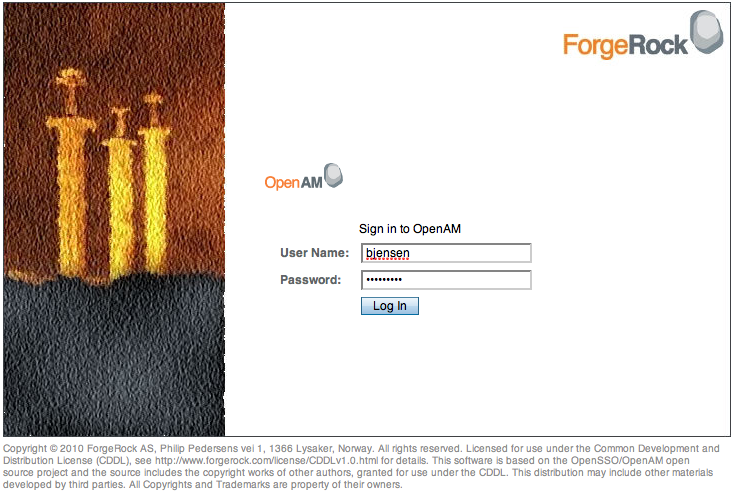 ForgeRock
OpenAM
Sign in to OpenAM
User Name: bjensen
Password: •••••••••
Log In
Copyright © 2010 ForgeRock AS, Philip Pedersens vei 1, 1366 Lysaker, Norway. All rights reserved. Licensed for use under the Common Development and
Distribution License (CDDL), see http://www.forgerock.com/license/CDDLv1.0.html for details. This software is based on the OpenSSO/OpenAM open
source project and the source includes the copyright works of other authors, granted for use under the CDDL. This distribution may include other materials
developed by third parties. All Copyrights and Trademarks are property of their owners.